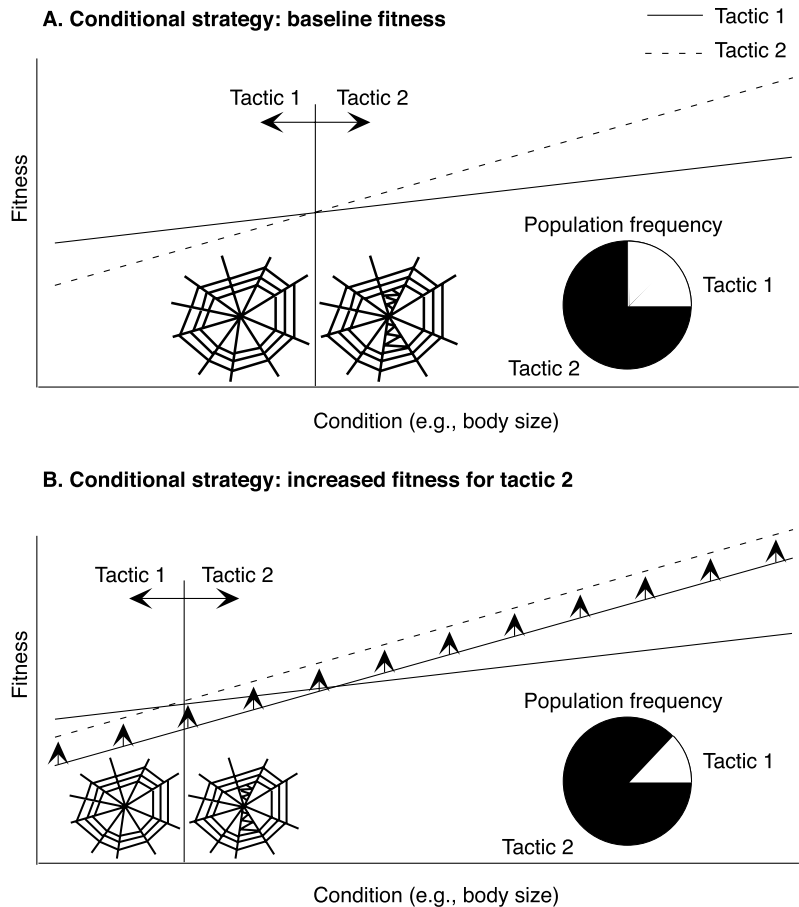 A. Conditional strategy: baseline fitness
Tactic 1
Tactic 2
Tactic 1
Tactic 2
Fitness
Population frequency
Tactic 1
Tactic 2
Condition (e.g., body size)
B. Conditional strategy: increased fitness for tactic 2
Tactic 1
Tactic 2
Fitness
Population frequency
Tactic 1
Tactic 2
Condition (e.g., body size)